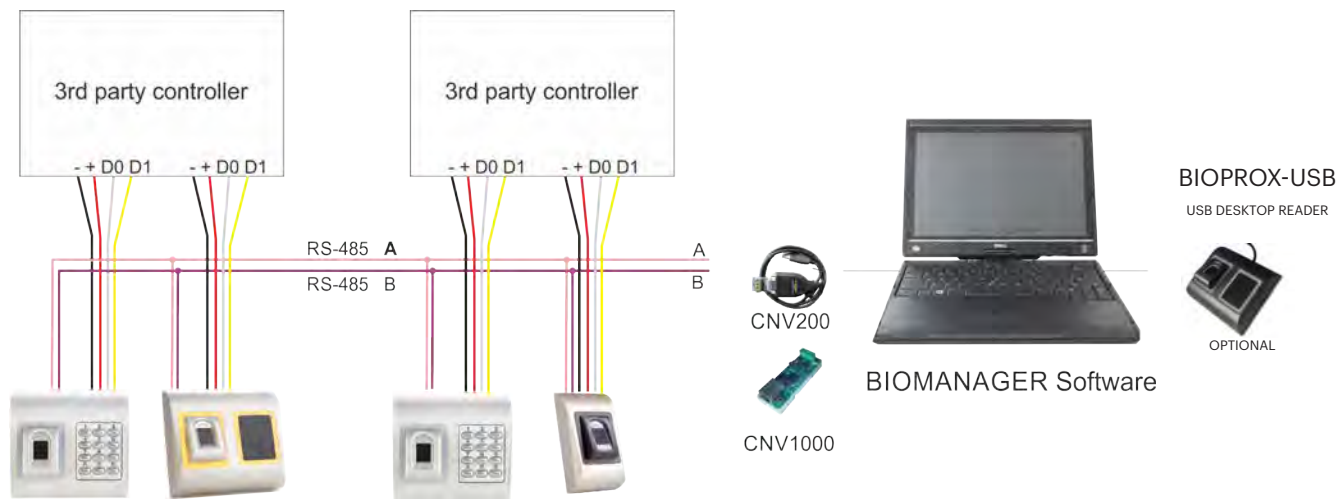 3rd party controller
- + D0 D1
- + D0 D1
3rd party controller
- + D0 D1
- + D0 D1
RS-485 A
A
RS-485 B
B
CNV200
CNV1000
BIOMANAGER Software
BIOPROX-USB
USB DESKTOP READER
OPTIONAL